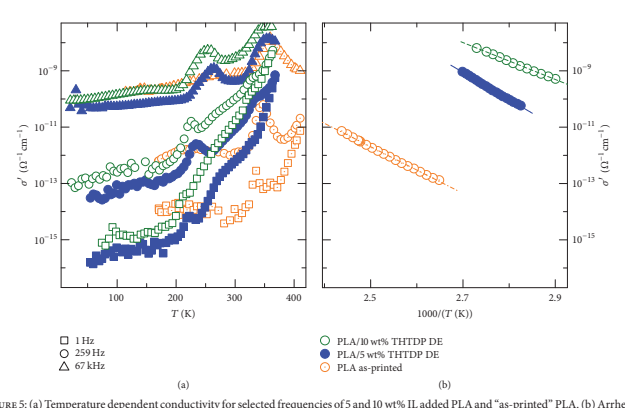 σ′ (Ω⁻¹ cm⁻¹)
10⁻⁹
10⁻¹¹
10⁻¹³
10⁻¹⁵
100
200
300
400
T (K)
1 Hz
259 Hz
67 kHz
(a)
10⁻⁹
10⁻¹¹
10⁻¹³
10⁻¹⁵
σ′ (Ω⁻¹ cm⁻¹)
2.5
2.7
2.9
1000/(T (K))
PLA/10 wt% THTDP DE
PLA/5 wt% THTDP DE
PLA as-printed
(b)
URE 5: (a) Temperature dependent conductivity for selected frequencies of 5 and 10 wt% IL added PLA and “as-printed” PLA. (b) Arrhe